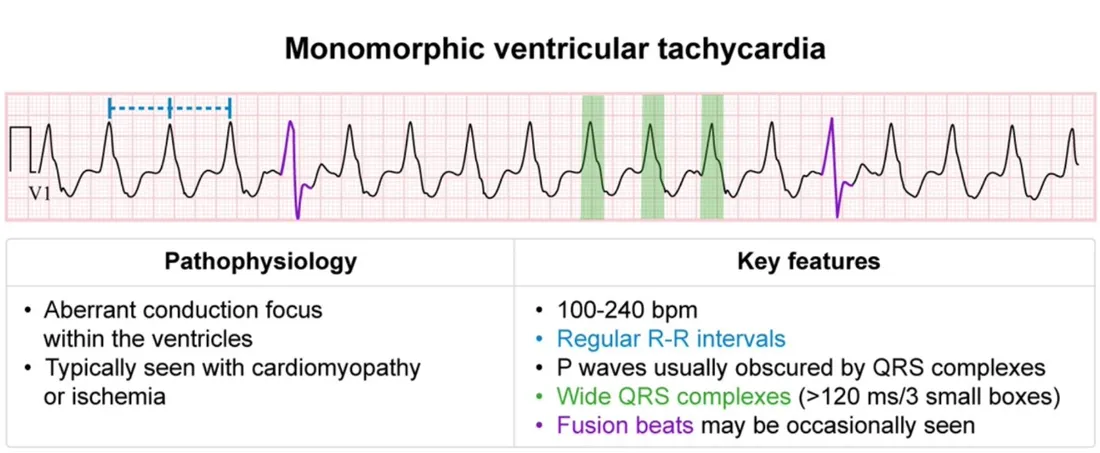 Monomorphic ventricular tachycardia
V1
Pathophysiology
• Aberrant conduction focus
within the ventricles
• Typically seen with cardiomyopathy
or ischemia
Key features
• 100-240 bpm
• Regular R-R intervals
• P waves usually obscured by QRS complexes
• Wide QRS complexes (>120 ms/3 small boxes)
• Fusion beats may be occasionally seen